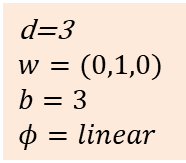 d=3
w = (0,1,0)
b = 3
ϕ = linear